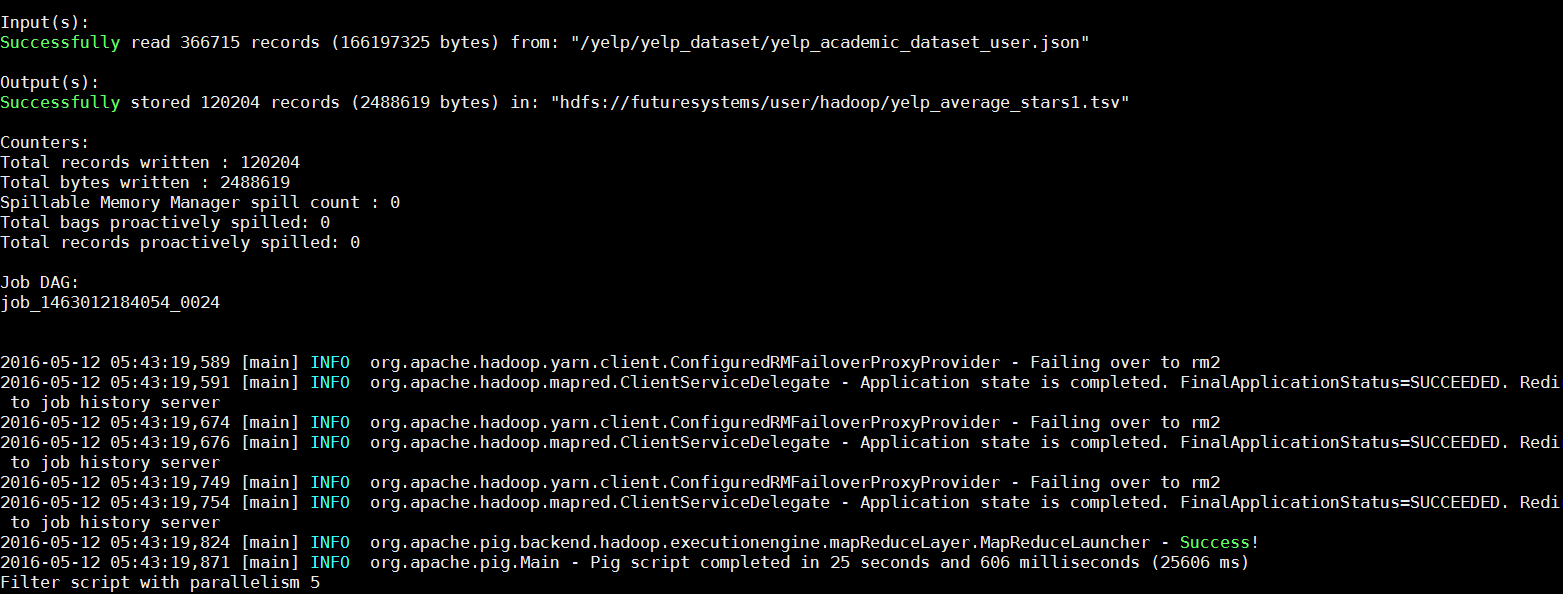 Input(s):
Successfully read 366715 records (166197325 bytes) from: "/yelp/yelp_dataset/yelp_academic_dataset_user.json"
Output(s):
Successfully stored 120204 records (2488619 bytes) in: "hdfs://futuresystems/user/hadoop/yelp_average_stars1.tsv"
Counters:
Total records written : 120204
Total bytes written : 2488619
Spillable Memory Manager spill count : 0
Total bags proactively spilled: 0
Total records proactively spilled: 0
Job DAG:
job_1463012184054_0024
2016-05-12 05:43:19,589 [main] INFO  org.apache.hadoop.yarn.client.ConfiguredRMFailoverProxyProvider - Failing over to rm2
2016-05-12 05:43:19,591 [main] INFO  org.apache.hadoop.mapred.ClientServiceDelegate - Application state is completed. FinalApplicationStatus=SUCCEEDED. Redi
 to job history server
2016-05-12 05:43:19,674 [main] INFO  org.apache.hadoop.yarn.client.ConfiguredRMFailoverProxyProvider - Failing over to rm2
2016-05-12 05:43:19,676 [main] INFO  org.apache.hadoop.mapred.ClientServiceDelegate - Application state is completed. FinalApplicationStatus=SUCCEEDED. Redi
 to job history server
2016-05-12 05:43:19,749 [main] INFO  org.apache.hadoop.yarn.client.ConfiguredRMFailoverProxyProvider - Failing over to rm2
2016-05-12 05:43:19,754 [main] INFO  org.apache.hadoop.mapred.ClientServiceDelegate - Application state is completed. FinalApplicationStatus=SUCCEEDED. Redi
 to job history server
2016-05-12 05:43:19,824 [main] INFO  org.apache.pig.backend.hadoop.executionengine.mapReduceLayer.MapReduceLauncher - Success!
2016-05-12 05:43:19,871 [main] INFO  org.apache.pig.Main - Pig script completed in 25 seconds and 606 milliseconds (25606 ms)
Filter script with parallelism 5